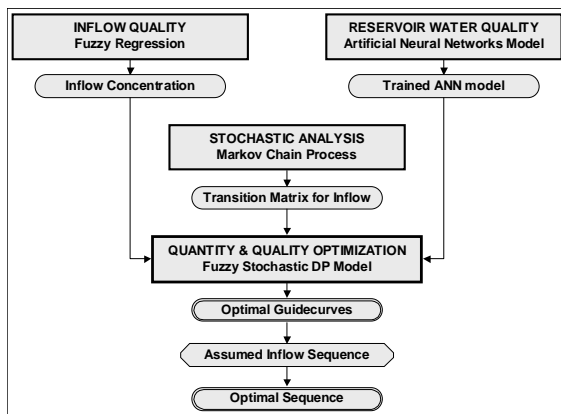 INFLOW QUALITY
Fuzzy Regression
RESERVOIR WATER QUALITY
Artificial Neural Networks Model
Inflow Concentration
Trained ANN model
STOCHASTIC ANALYSIS
Markov Chain Process
Transition Matrix for Inflow
QUANTITY & QUALITY OPTIMIZATION
Fuzzy Stochastic DP Model
Optimal Guidecurves
Assumed Inflow Sequence
Optimal Sequence